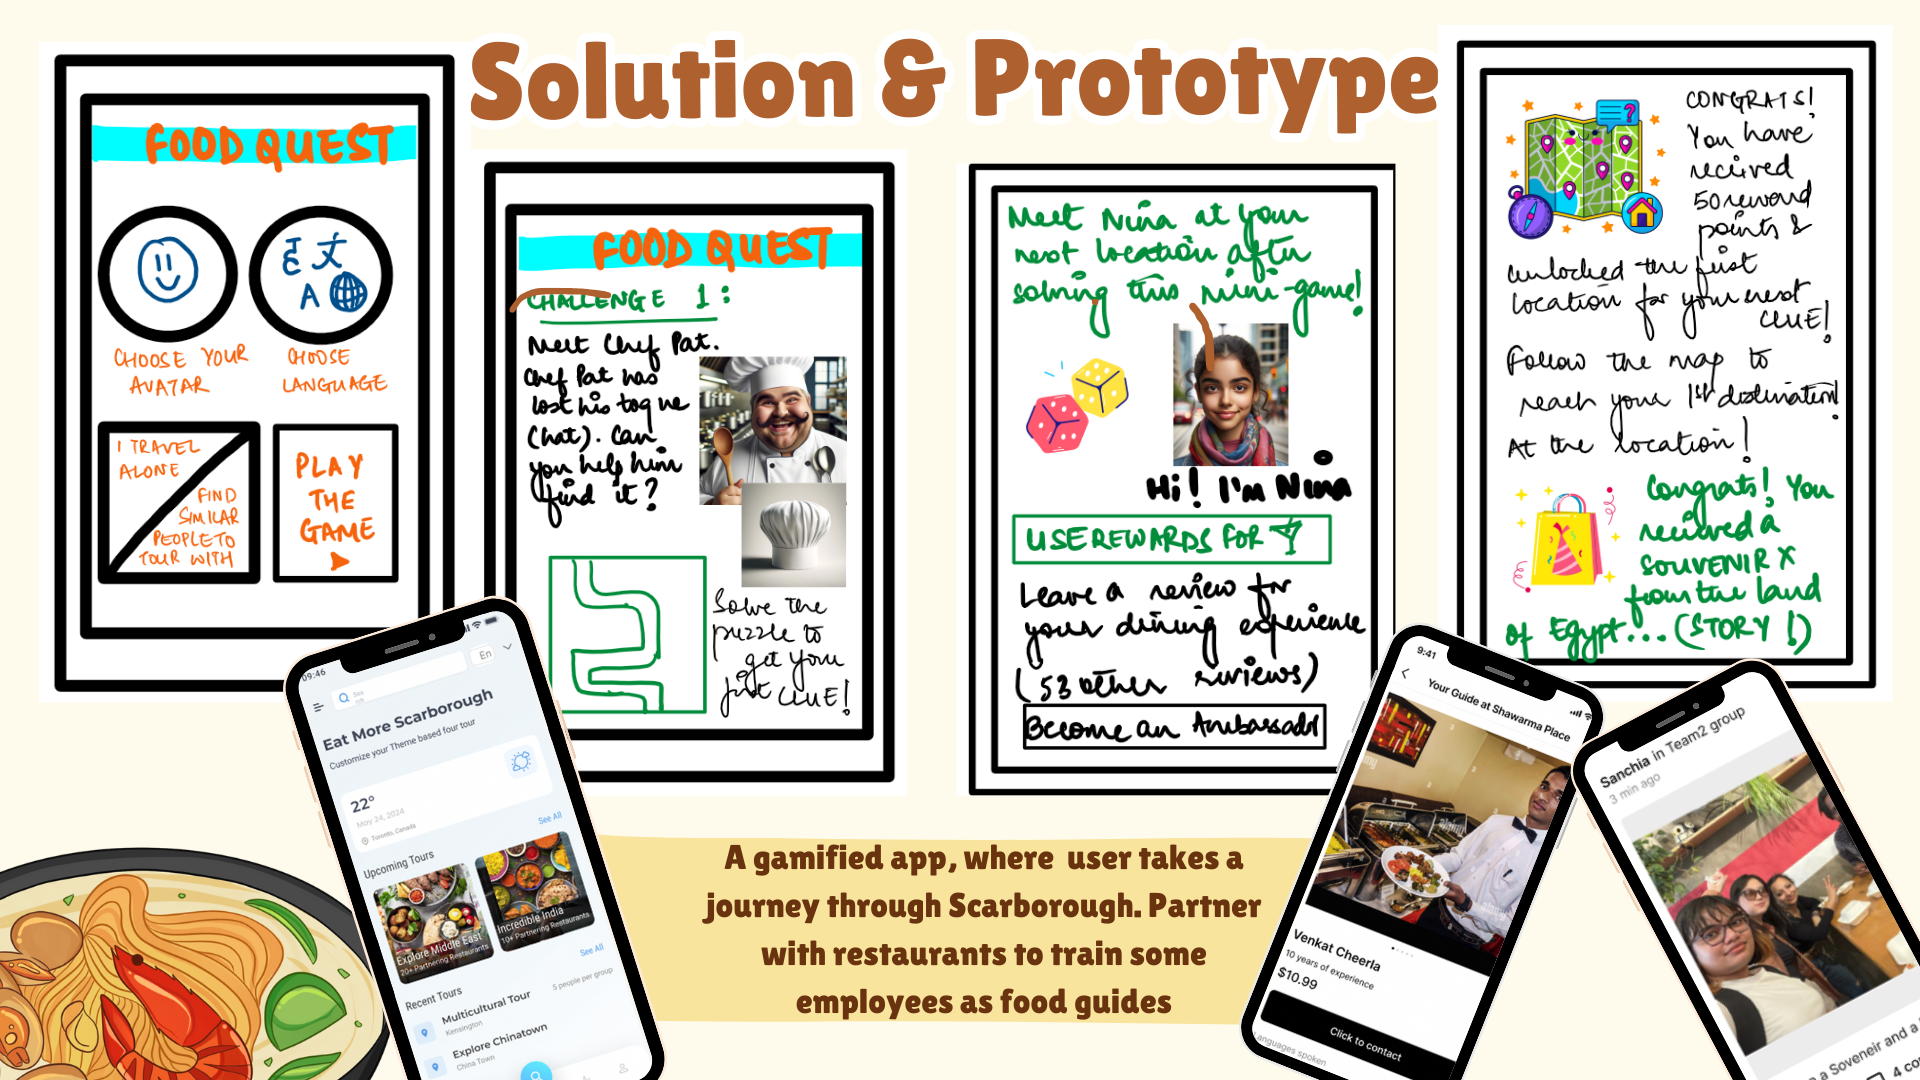 Solution & Prototype
FOOD QUEST
CHOOSE YOUR
AVATAR
CHOOSE
LANGUAGE
I TRAVEL
ALONE
FIND
SIMILAR
PEOPLE TO
TOUR WITH
PLAY
THE
GAME
FOOD QUEST
CHALLENGE 1:
Meet Chef Pat.
Chef Pat has
lost his toque
(hat). Can
you help him
find it?
Solve the
puzzle to
get your
first CLUE!
Meet Nina at your
next location after
solving this mini-game!
Hi! I'm Nina
USE REWARDS FOR
Leave a review for
your dining experience
(53 other reviews)
Become an Ambassador
CONGRATS!
You have
recieved
50 reward
points &
unlocked the first
location for your next
CLUE!
Follow the map to
reach your 1st destination!
At the location!
Congrats! You
recieved a
SOUVENIR X
from the land
of Egypt... (STORY 1)
09:46
En
Eat More Scarborough
Customize your Theme based four tour
22°
May 24, 2024
Toronto, Canada
See All
Upcoming Tours
Explore Middle East
20+ Partnering Restaurants
Incredible India
10+ Partnering Restaurants
See All
Recent Tours
Multicultural Tour
5 people per group
Kensington
Explore Chinatown
China Town
A gamified app, where user takes a
journey through Scarborough. Partner
with restaurants to train some
employees as food guides
9:41
Your Guide at Shawarma Place
Venkat Cheerla
10 years of experience
$10.99
Click to contact
anguages spoken
Sanchia in Team2 group
3 min ago
a Soveneir and a
4 co